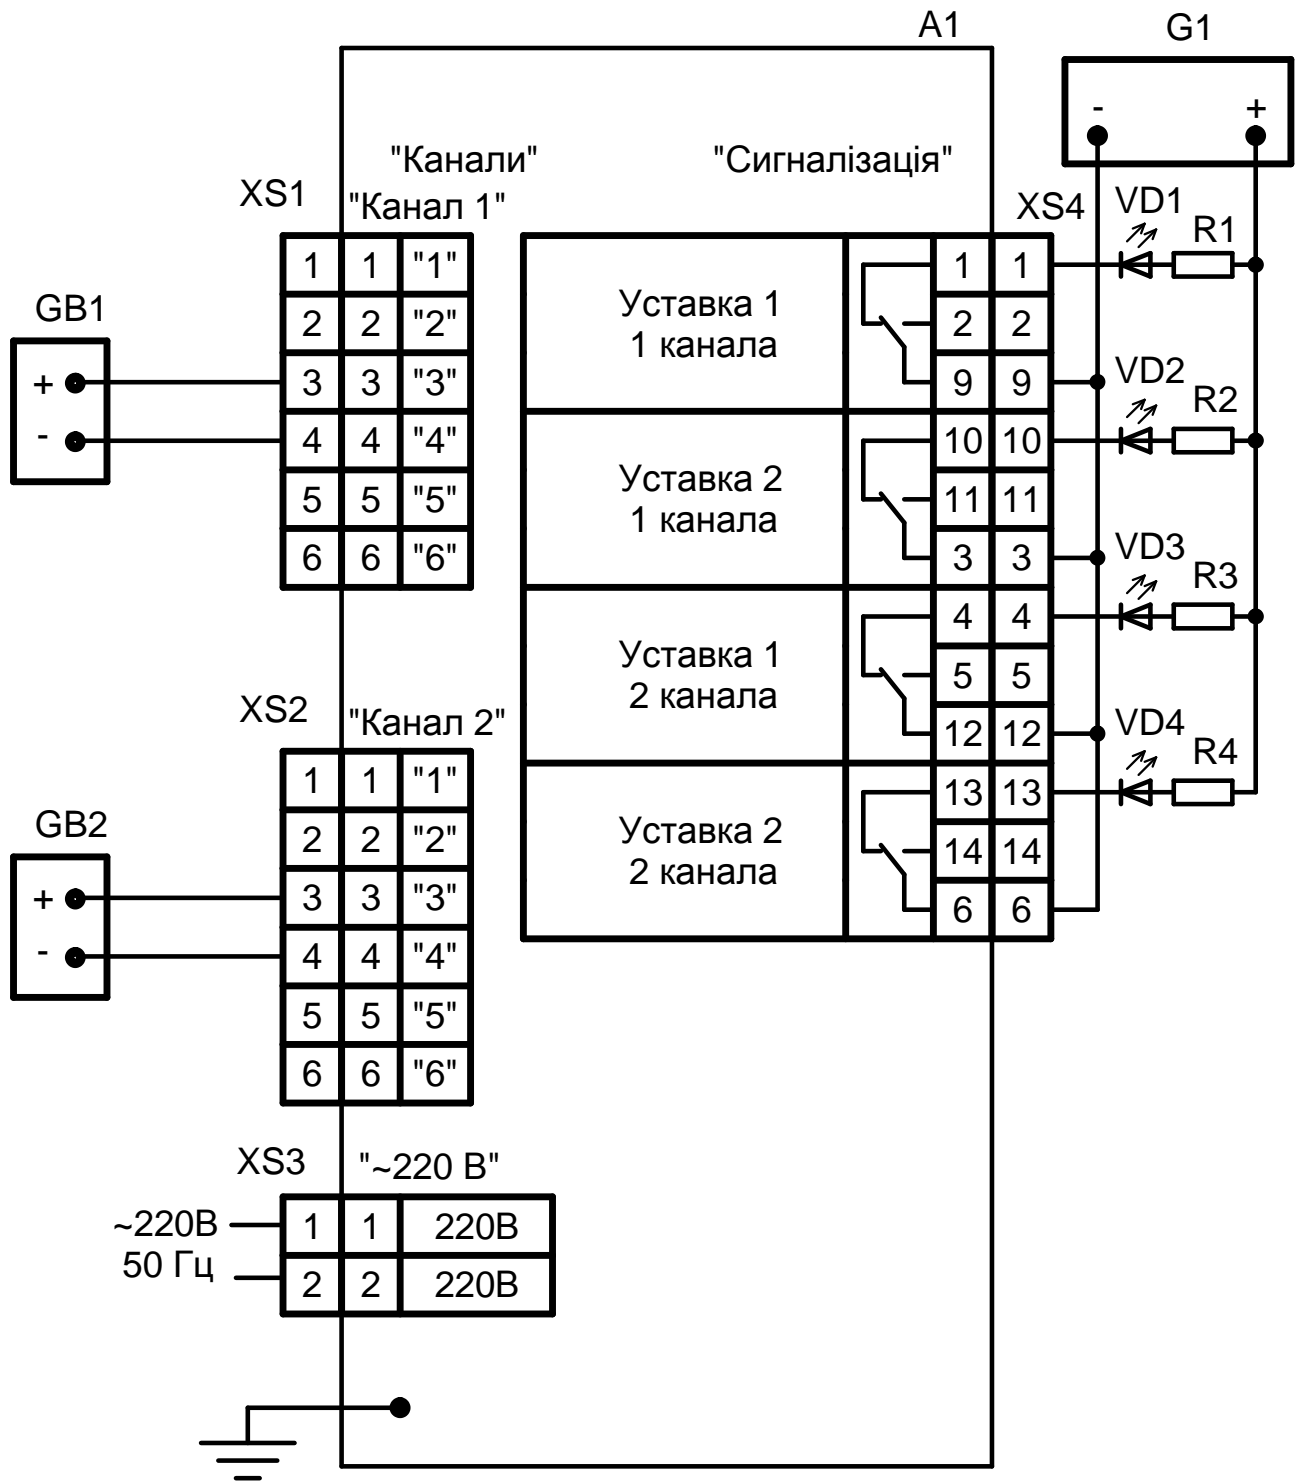 A1
G1
- +
"Канали"
"Сигналізація"
XS1
"Канал 1"
1 1 "1"
2 2 "2"
3 3 "3"
4 4 "4"
5 5 "5"
6 6 "6"
GB1
+
-
XS2
"Канал 2"
1 1 "1"
2 2 "2"
3 3 "3"
4 4 "4"
5 5 "5"
6 6 "6"
GB2
+
-
XS3
"~220 В"
~220В
50 Гц
1 1 220В
2 2 220В
XS4
Уставка 1
1 канала
1 1
2 2
9 9
Уставка 2
1 канала
10 10
11 11
3 3
Уставка 1
2 канала
4 4
5 5
12 12
Уставка 2
2 канала
13 13
14 14
6 6
VD1
R1
VD2
R2
VD3
R3
VD4
R4